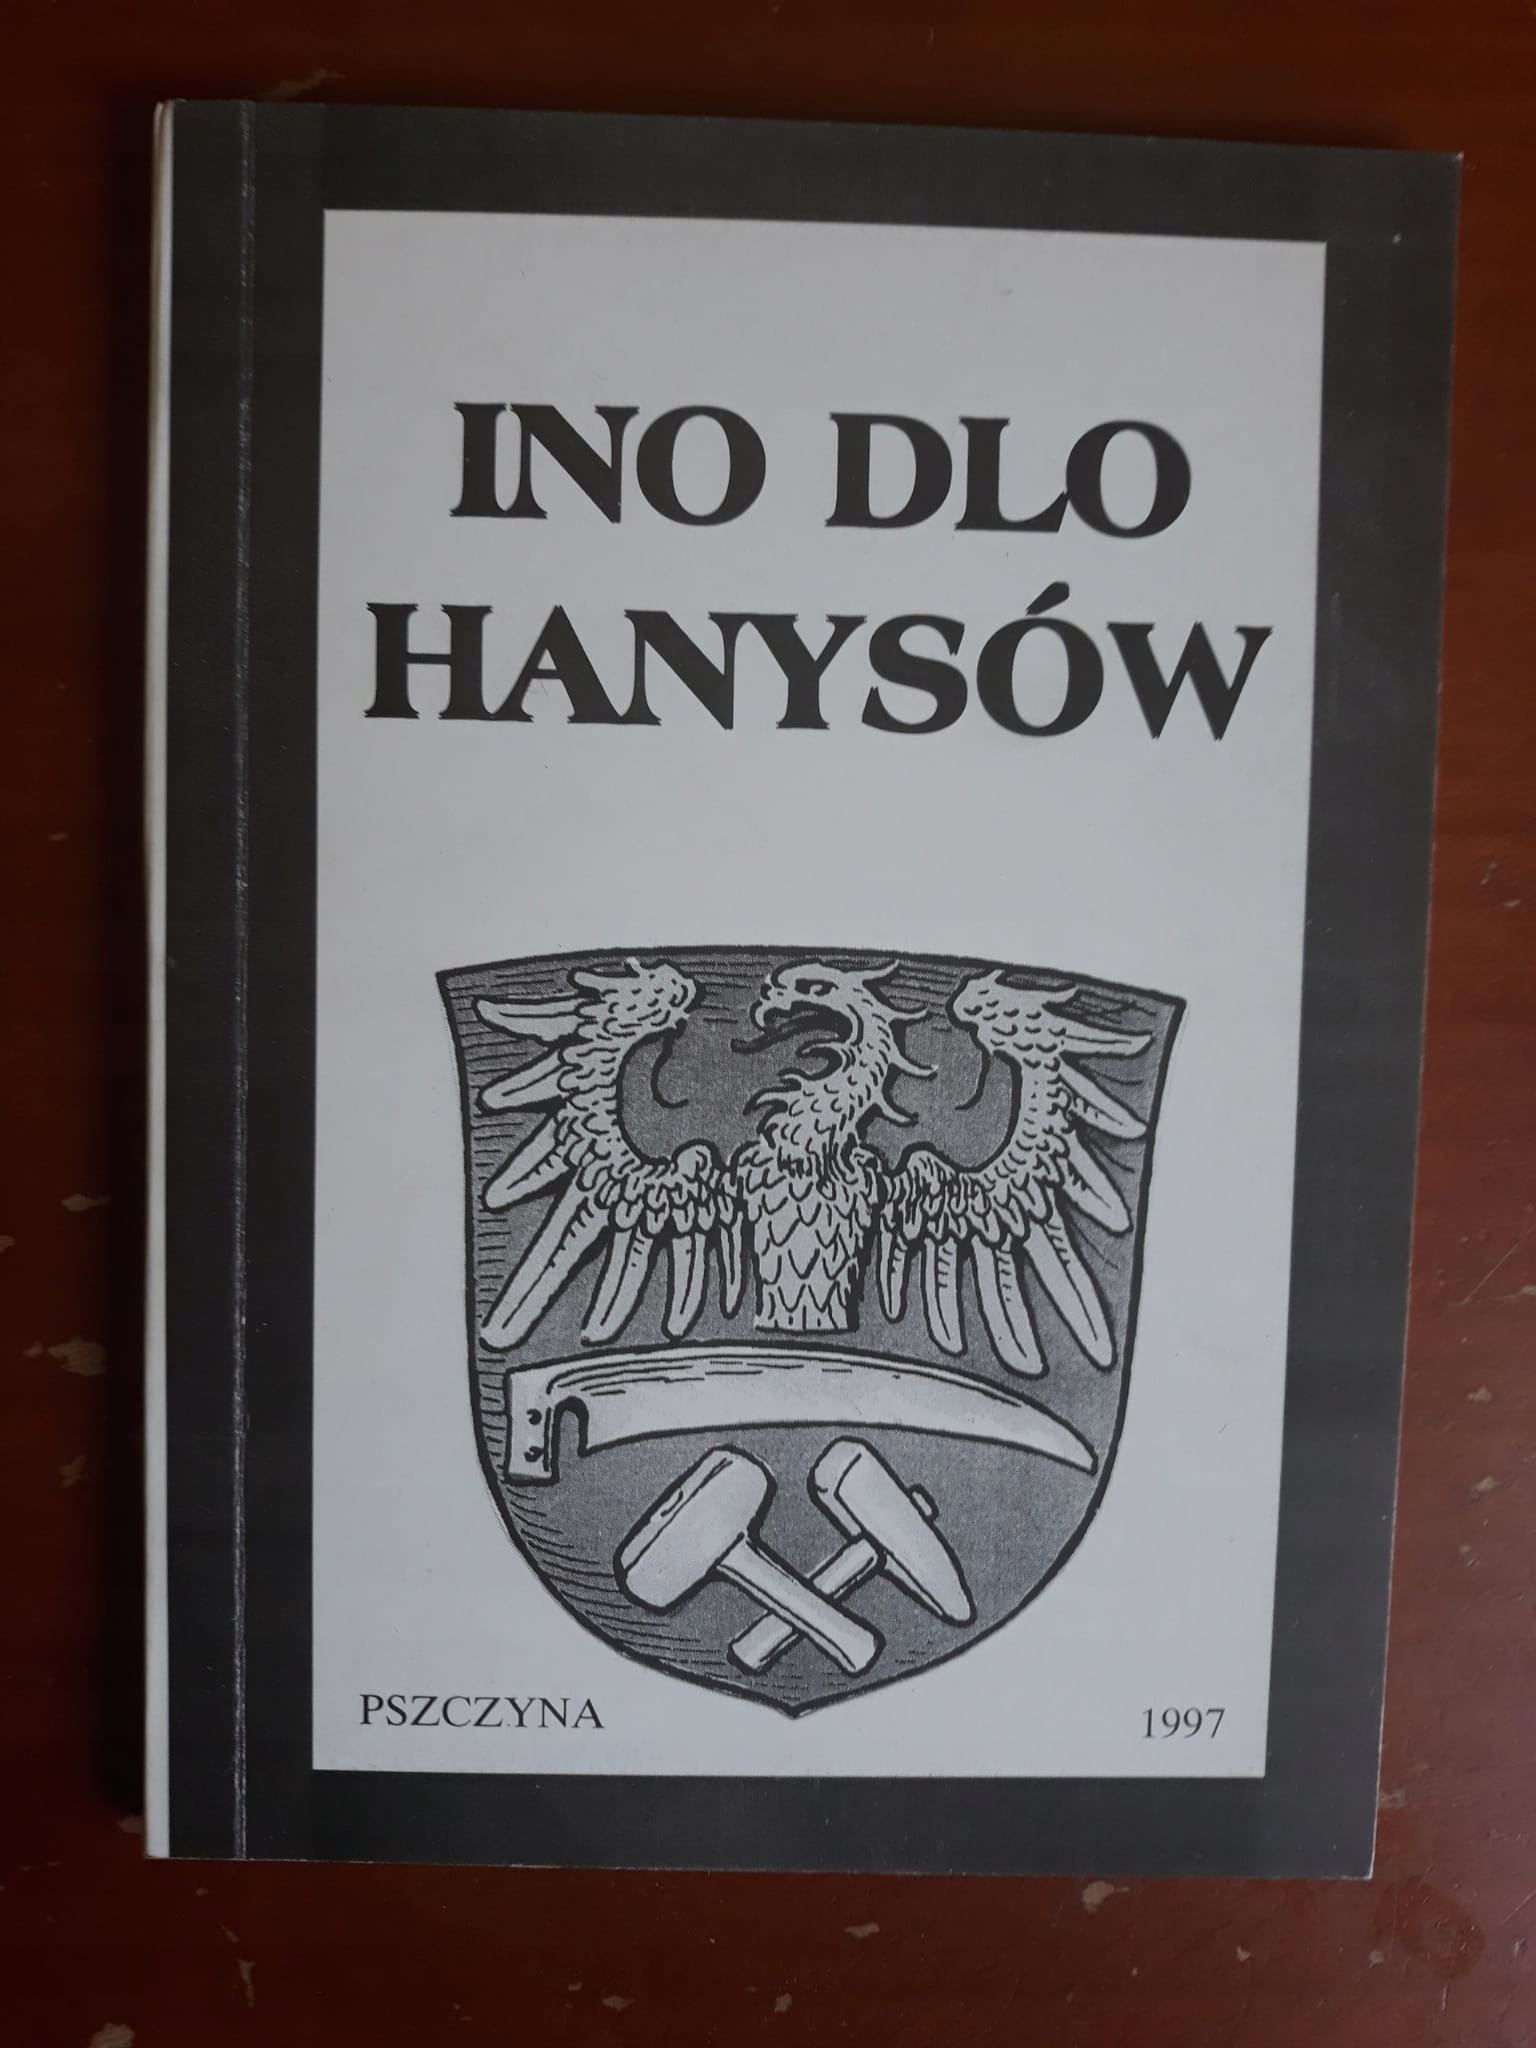 INO DLO
HANYSÓW
PSZCZYNA
1997